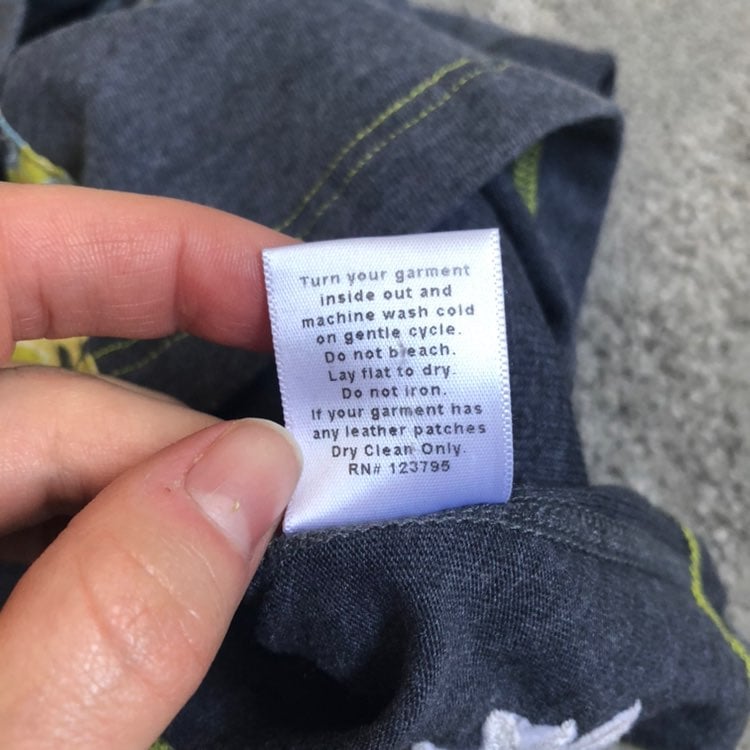 Turn your garment
inside out and
machine wash cold
on gentle cycle.
Do not bleach.
Lay flat to dry.
Do not iron.
If your garment has
any leather patches
Dry Clean Only.
RN# 123795